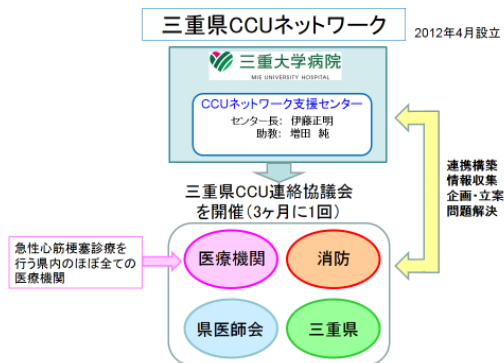 三重県CCUネットワーク
2012年4月設立
三重大学病院
MIE UNIVERSITY HOSPITAL
CCUネットワーク支援センター
センター長: 伊藤正明
助教: 増田 純
連携構築
情報収集
企画・立案
問題解決
三重県CCU連絡協議会
を開催(3ヶ月に1回)
急性心筋梗塞診療を
行う県内のほぼ全ての
医療機関
医療機関
消防
県医師会
三重県